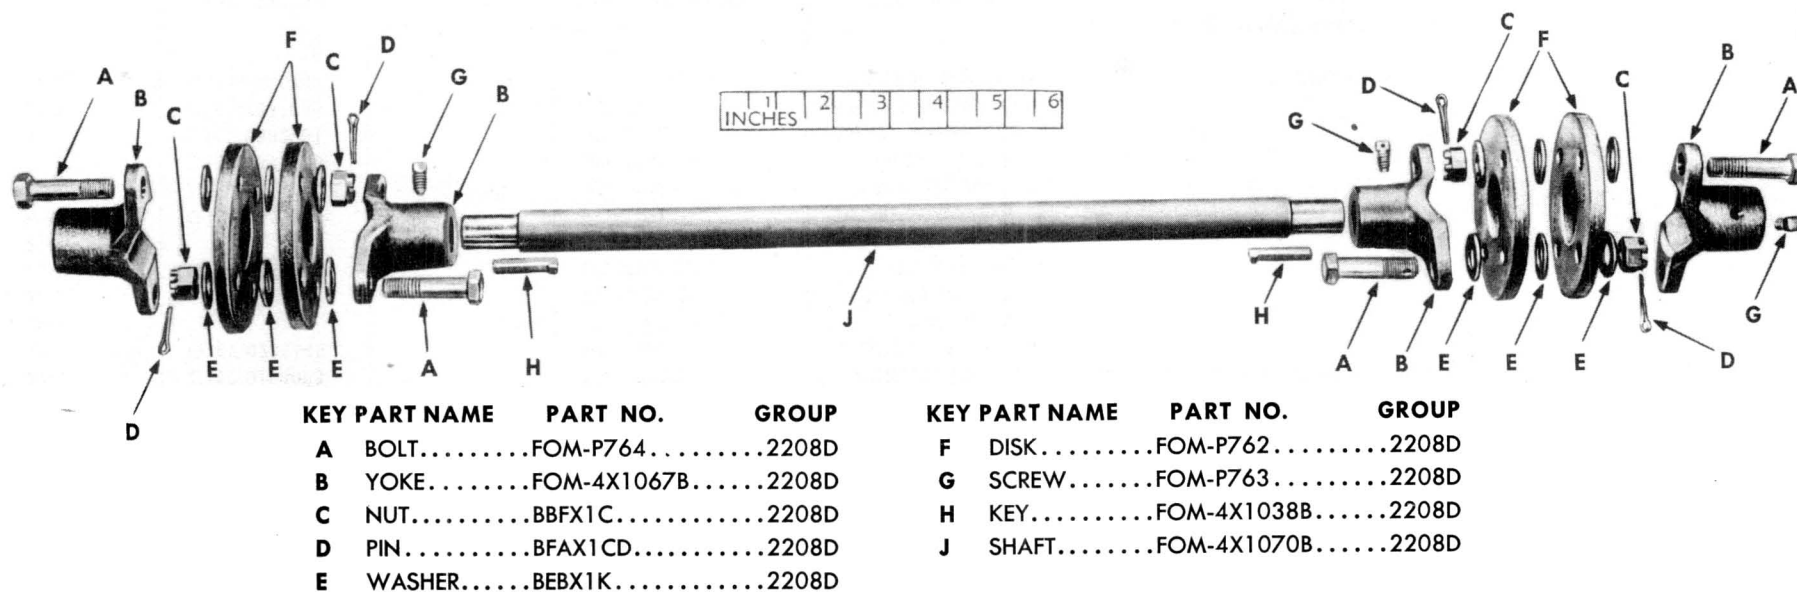 F D C A B C G B
C F B D C A G
INCHES 1 2 3 4 5 6
H J H A B E E E D G
E E E A H
D
KEY PART NAME PART NO. GROUP
A BOLT.........FOM-P764..........2208D
B YOKE........FOM-4X1067B......2208D
C NUT..........BBFX1C............2208D
D PIN..........BFAX1CD...........2208D
E WASHER......BEBX1K............2208D
KEY PART NAME PART NO. GROUP
F DISK.........FOM-P762..........2208D
G SCREW.......FOM-P763..........2208D
H KEY..........FOM-4X1038B......2208D
J SHAFT........FOM-4X1070B......2208D